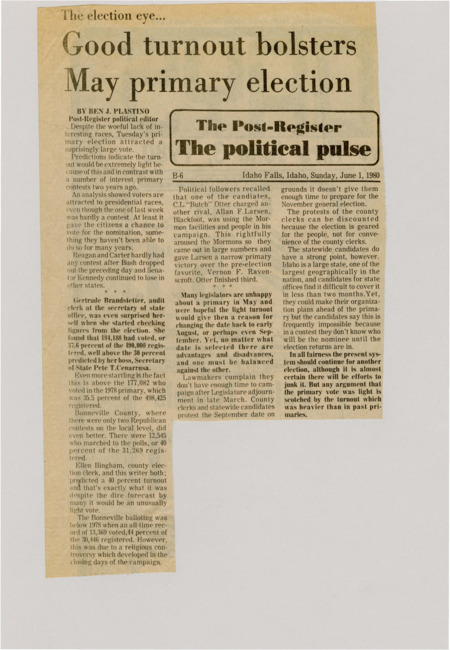 The election eye...
Good turnout bolsters
May primary election
BY BEN J. PLASTINO
Post-Register political editor
Despite the woeful lack of in-
teresting races, Tuesday's pri-
mary election attracted a
surprisingly large vote.
Predictions indicate the turn-
out would be extremely light be-
cause of this and in contrast with
a number of interest primary
contests two years ago.
An analysis showed voters are
attracted to presidential races,
even though the one of last week
was hardly a contest. At least it
gave the citizens a chance to
vote for the nomination, some-
thing they haven't been able to
do so for many years.
Reagan and Carter hardly had
any contest after Bush dropped
out the preceding day and Sena-
tor Kennedy continued to lose in
other states.
* * *
Gertrude Brandstetter, audit
clerk at the secretary of state
office, was even surprised her-
self when she started checking
figures from the election. She
found that 184,188 had voted, or
37.6 percent of the 490,000 regis-
tered, well above the 30 percent
predicted by her boss, Secretary
of State Pete T. Cenarrusa.
Even more startling is the fact
this is above the 177,082 who
voted in the 1978 primary, which
was 35.5 percent of the 498,425
registered.
Bonneville County, where
there were only two Republican
contests on the local level, did
even better. There were 12,545
who marched to the polls, or 40
percent of the 31,269 regis-
tered.
Ellen Bingham, county elec-
tion clerk, and this writer both
predicted a 40 percent turnout
and that's exactly what it was
despite the dire forecast by
many it would be an unusually
light vote.
The Bonneville balloting was
below 1978 when an all-time rec-
ord of 13,369 voted, 44 percent of
the 30,446 registered. However,
this was due to a religious con-
troversy which developed in the
closing days of the campaign.
The Post-Register
The political pulse
B-6 Idaho Falls, Idaho, Sunday, June 1, 1980
Political followers recalled
that one of the candiates,
C.L. "Butch" Otter charged an-
other rival, Allan F. Larsen,
Blackfoot, was using the Mor-
mon facilities and people in his
campaign. This rightfully
aroused the Mormons so they
came out in large numbers and
gave Larsen a narrow primary
victory over the pre-election
favorite, Vernon F. Raven-
scroft. Otter finished third.
* * *
Many legislators are unhappy
about a primary in May and
were hopeful the light turnout
would give then a reason for
changing the date back to early
August, or perhaps even Sep-
tember. Yet, no matter what
date is selected there are
advantages and disadvances,
and one must be balanced
against the other.
Lawmakers cumplain they
don't have enough time to cam-
paign after Legislature adjourn-
ment in late March. County
clerks and statewide candidates
protest the September date on
grounds it doesn't give them
enough time to prepare for the
November general election.
The protests of the county
clerks can be discounted
because the election is geared
for the people, not for conve-
nience of the county clerks.
The statewide candidates do
have a strong point, however.
Idaho is a large state, one of the
largest geographically in the
nation, and candidates for state
offices find it difficult to cover it
in less than two months. Yet,
they could make their organiza-
tion plans ahead of the prima-
ry but the candidates say this is
frequently impossible because
in a contest they don't know who
will be the nominee until the
election returns are in.
In all fairness the present sys-
tem should continue for another
election, although it is almost
certain there will be efforts to
junk it. But any argument that
the primary vote was light is
scotched by the turnout which
was heavier than in past pri-
maries.